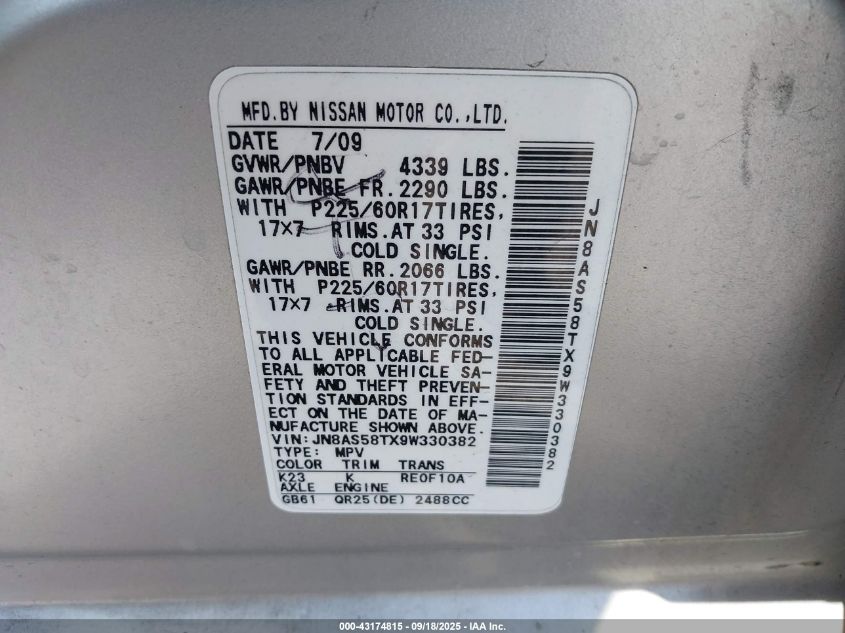 MFD.BY NISSAN MOTOR CO.,LTD.
DATE 7/09
GVWR/PNBV 4339 LBS.
GAWR/PNBE FR.2290 LBS.
WITH P225/60R17TIRES,
17×7 RIMS.AT 33 PSI
COLD SINGLE.
GAWR/PNBE RR.2066 LBS.
WITH P225/60R17TIRES,
17×7 RIMS.AT 33 PSI
COLD SINGLE.
THIS VEHICLE CONFORMS
TO ALL APPLICABLE FED–
ERAL MOTOR VEHICLE SA–
FETY AND THEFT PREVEN–
TION STANDARDS IN EFF–
ECT ON THE DATE OF MA–
NUFACTURE SHOWN ABOVE.
VIN: JN8AS58TX9W330382
TYPE: MPV
COLOR TRIM TRANS
K23 K RE0F10A
AXLE ENGINE
GB61 QR25(DE) 2488CC
JN8AS58TX9W330382
000-43174815 - 09/18/2025 - IAA Inc.